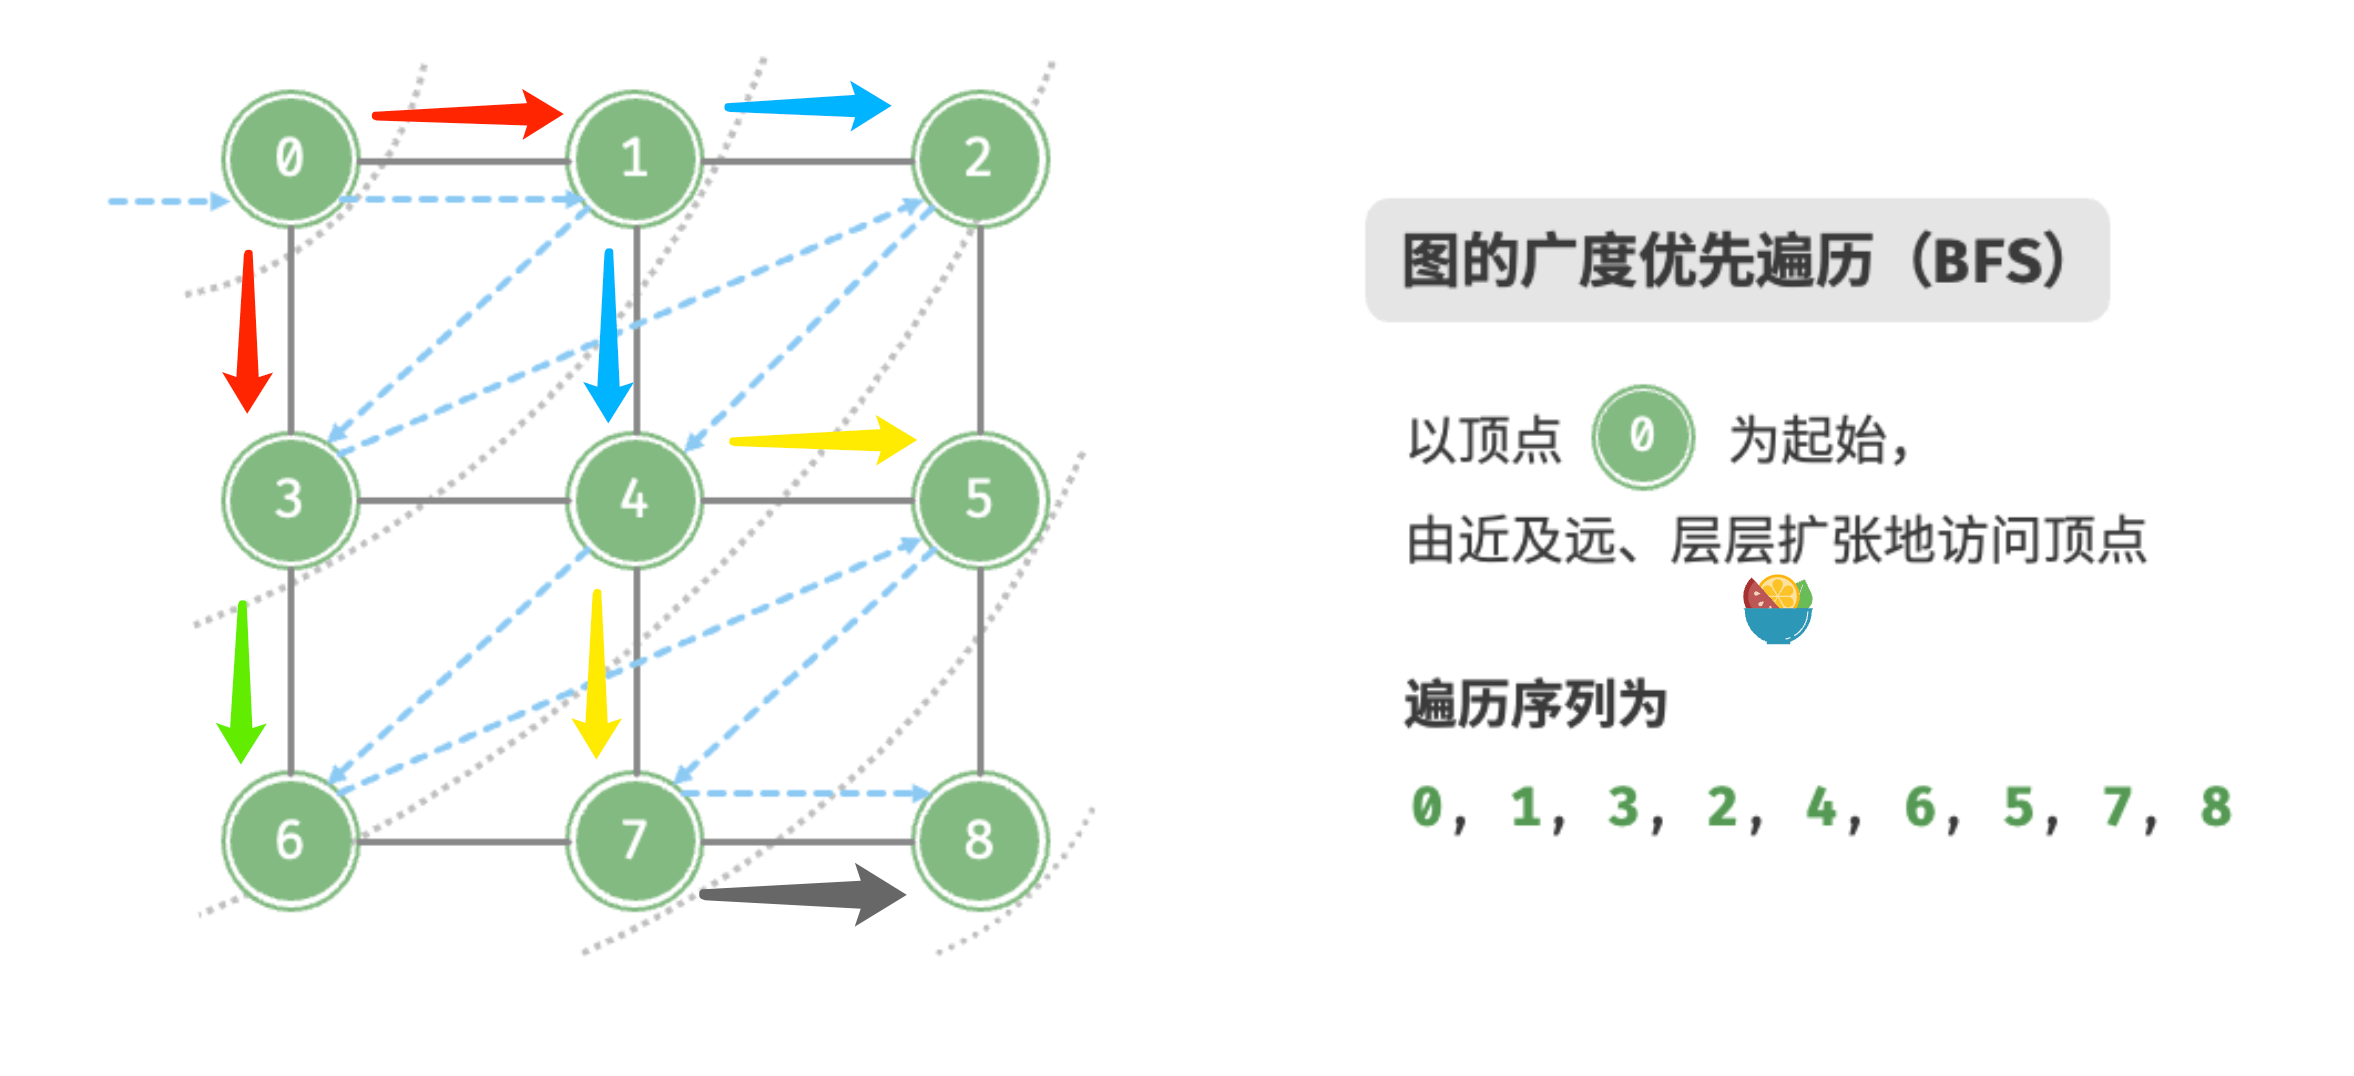 0 1 2
3 4 5
6 7 8
图的广度优先遍历（BFS）
以顶点 0 为起始，
由近及远、层层扩张地访问顶点
遍历序列为
0, 1, 3, 2, 4, 6, 5, 7, 8